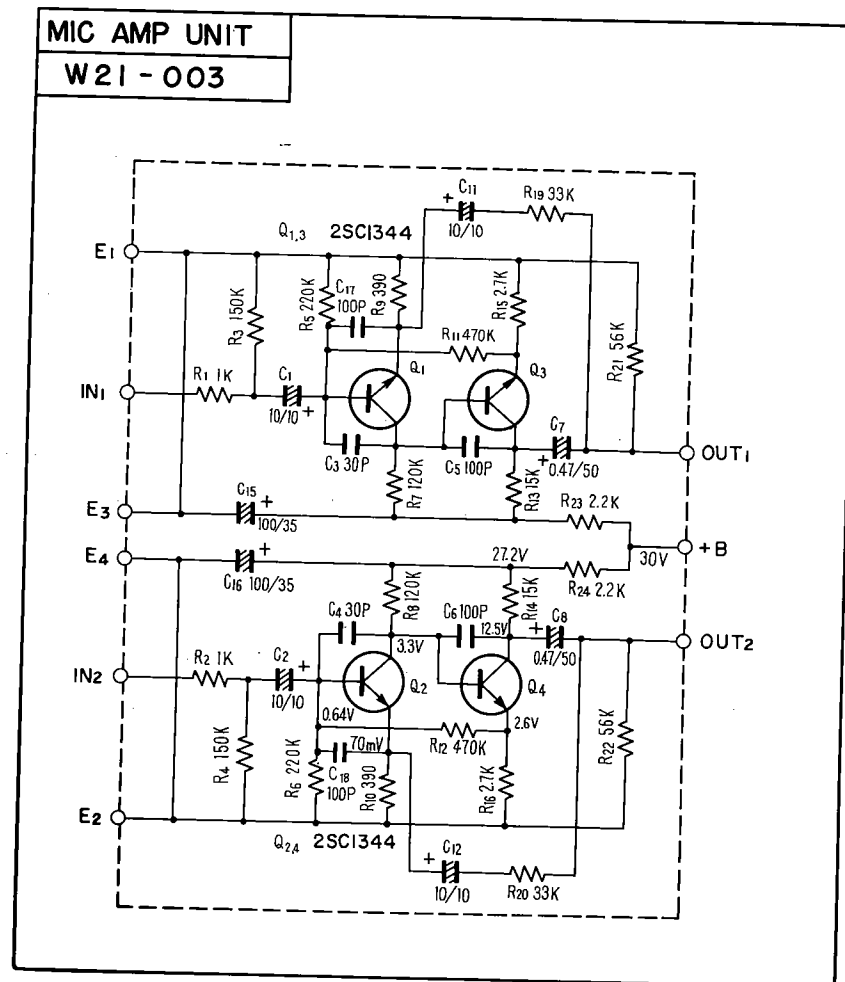 MIC AMP UNIT
W21-003
C11
+
10/10
R19 33K
Q1,3 2SC1344
E1
R3 150K
R5 220K
C17
100P
R9 390
R15 2.7K
R11 470K
R21 56K
Q1
Q3
IN1
R1 1K
C1
10/10
+
C3 30P
C5 100P
C7
+
0.47/50
OUT1
R7 120K
R13 15K
E3
C15
+
100/35
R23 2.2K
+B
30V
E4
C16 100/35
+
27.2V
R24 2.2K
R8 120K
R14 15K
C4 30P
C6 100P
12.5V
+
C8
0.47/50
OUT2
3.3V
IN2
R2 1K
C2
+
10/10
Q2
Q4
0.64V
2.6V
R4 150K
R6 220K
70mV
C18
100P
R10 390
R12 470K
R16 2.7K
R22 56K
E2
Q2,4 2SC1344
+
C12
10/10
R20 33K